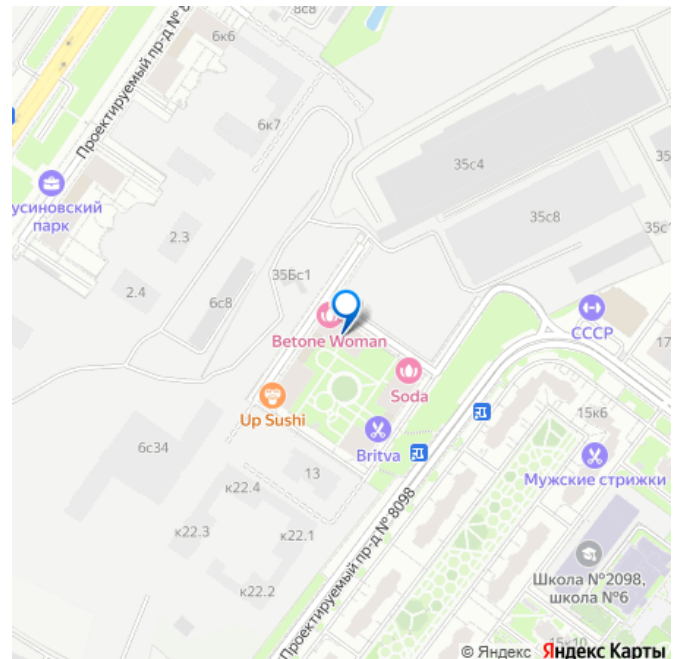 8с8
6к6
Проектируемый пр-д № 8
6к7
35с4
35
усиновский
парк
2.3
35с8
35с1
35Бс1
2.4
6с8
Betone Woman
СССР
17
Soda
Up Sushi
15к6
Britva
6с34
13
Мужские стрижки
к22.4
к22.3
к22.1
Проектируемый пр-д № 8098
Школа №2098,
школа №6
к22.2
15к10
© Яндекс Яндекс Карты